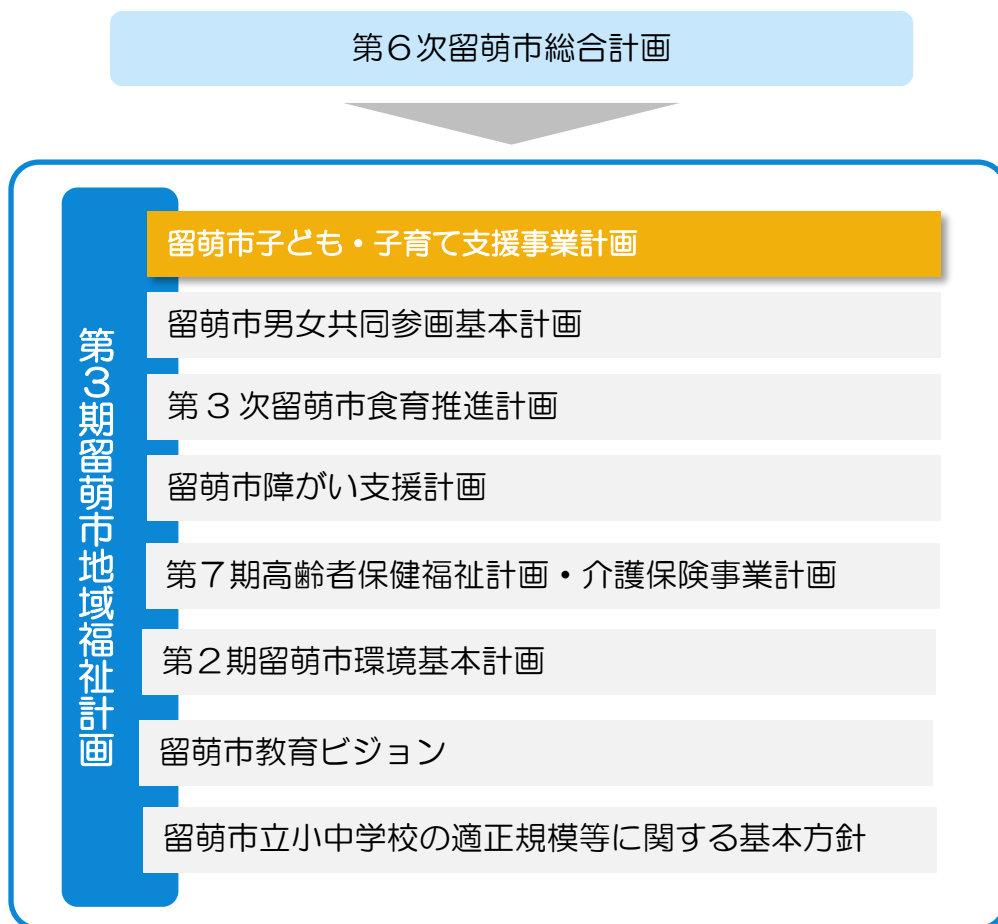 第６次留萌市総合計画
第３期留萌市地域福祉計画
留萌市子ども・子育て支援事業計画
留萌市男女共同参画基本計画
第３次留萌市食育推進計画
留萌市障がい支援計画
第７期高齢者保健福祉計画・介護保険事業計画
第２期留萌市環境基本計画
留萌市教育ビジョン
留萌市立小中学校の適正規模等に関する基本方針